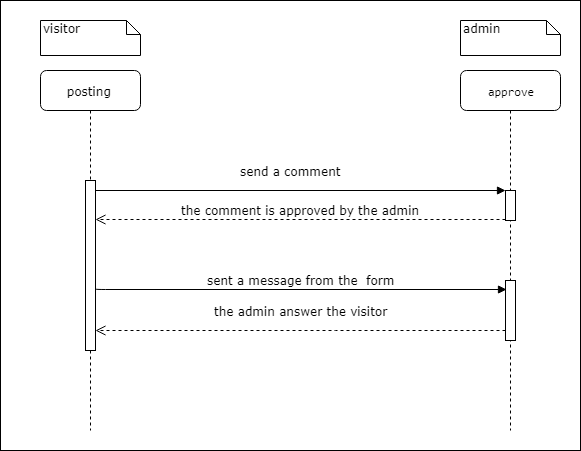 visitor
admin
posting
approve
send a comment
the comment is approved by the admin
sent a message from the  form
the admin answer the visitor